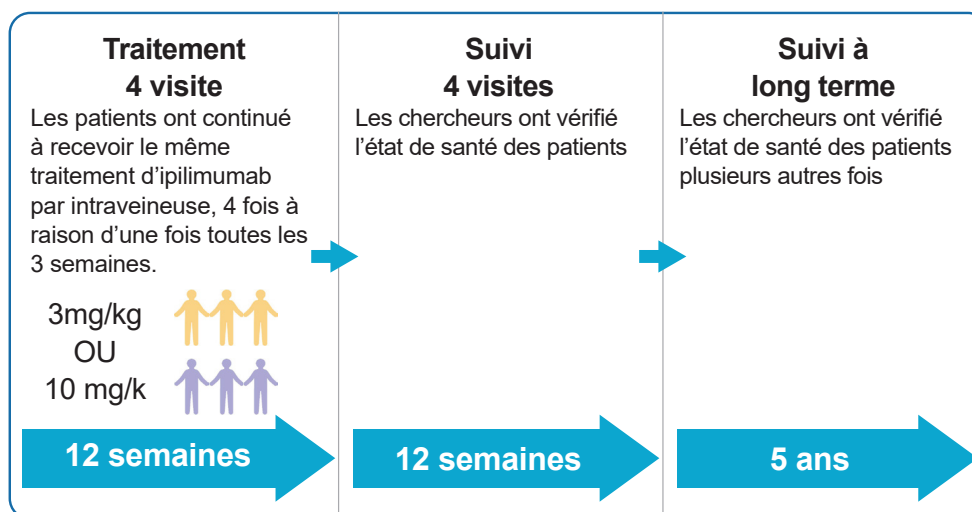 Traitement
4 visite
Les patients ont continué
à recevoir le même
traitement d’ipilimumab
par intraveineuse, 4 fois à
raison d’une fois toutes les
3 semaines.
3mg/kg
OU
10 mg/k
12 semaines
Suivi
4 visites
Les chercheurs ont vérifié
l’état de santé des patients
12 semaines
Suivi à
long terme
Les chercheurs ont vérifié
l’état de santé des patients
plusieurs autres fois
5 ans